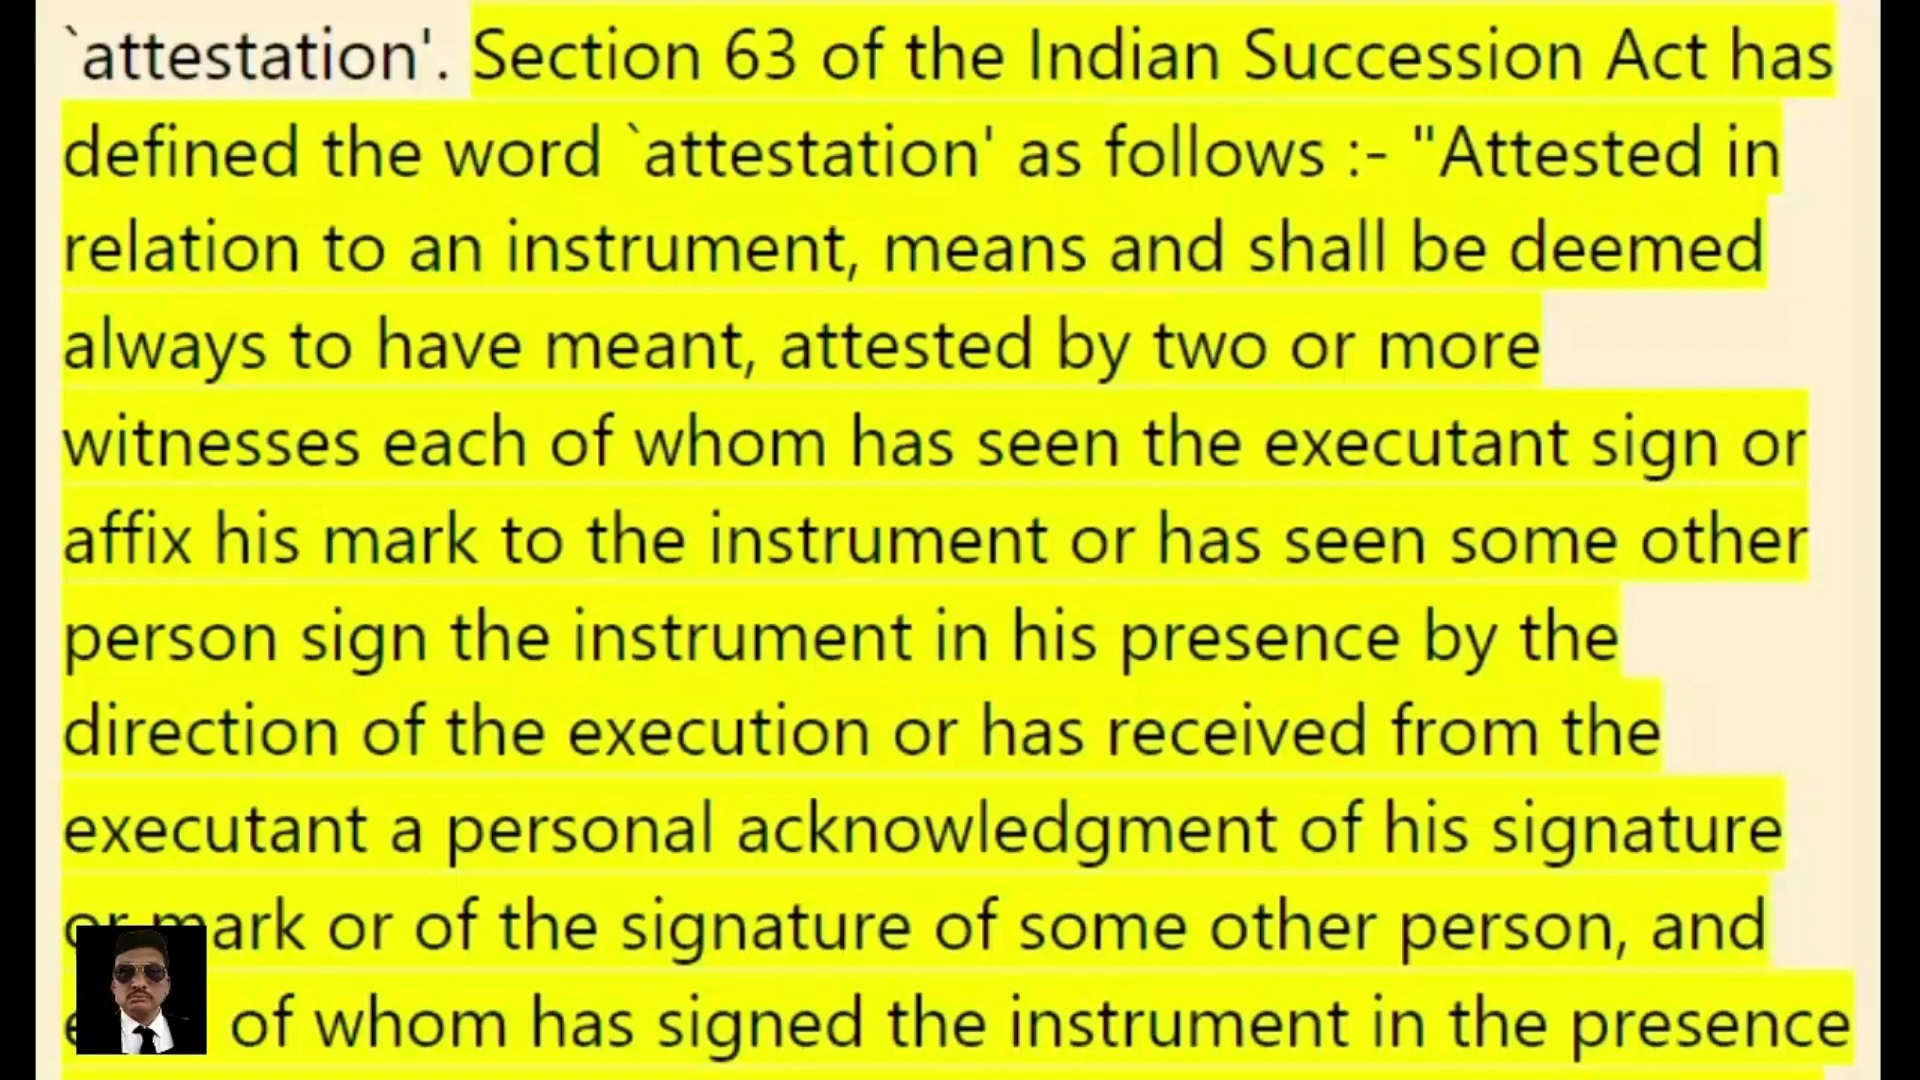 `attestation'. Section 63 of the Indian Succession Act has
defined the word `attestation' as follows :- "Attested in
relation to an instrument, means and shall be deemed
always to have meant, attested by two or more
witnesses each of whom has seen the executant sign or
affix his mark to the instrument or has seen some other
person sign the instrument in his presence by the
direction of the execution or has received from the
executant a personal acknowledgment of his signature
or mark or of the signature of some other person, and
of whom has signed the instrument in the presence